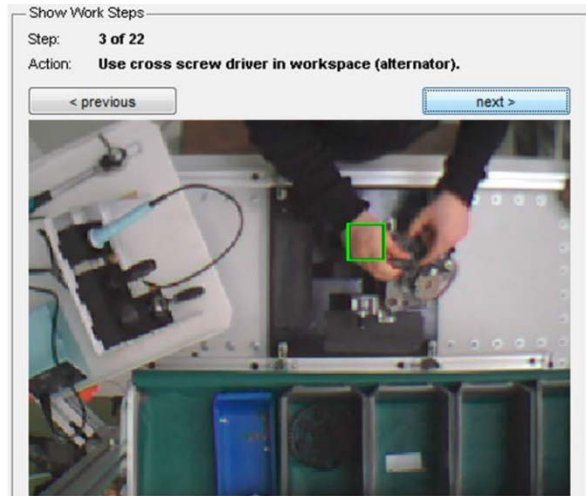 Show Work Steps
Step: 3 of 22
Action: Use cross screw driver in workspace (alternator).
< previous next >